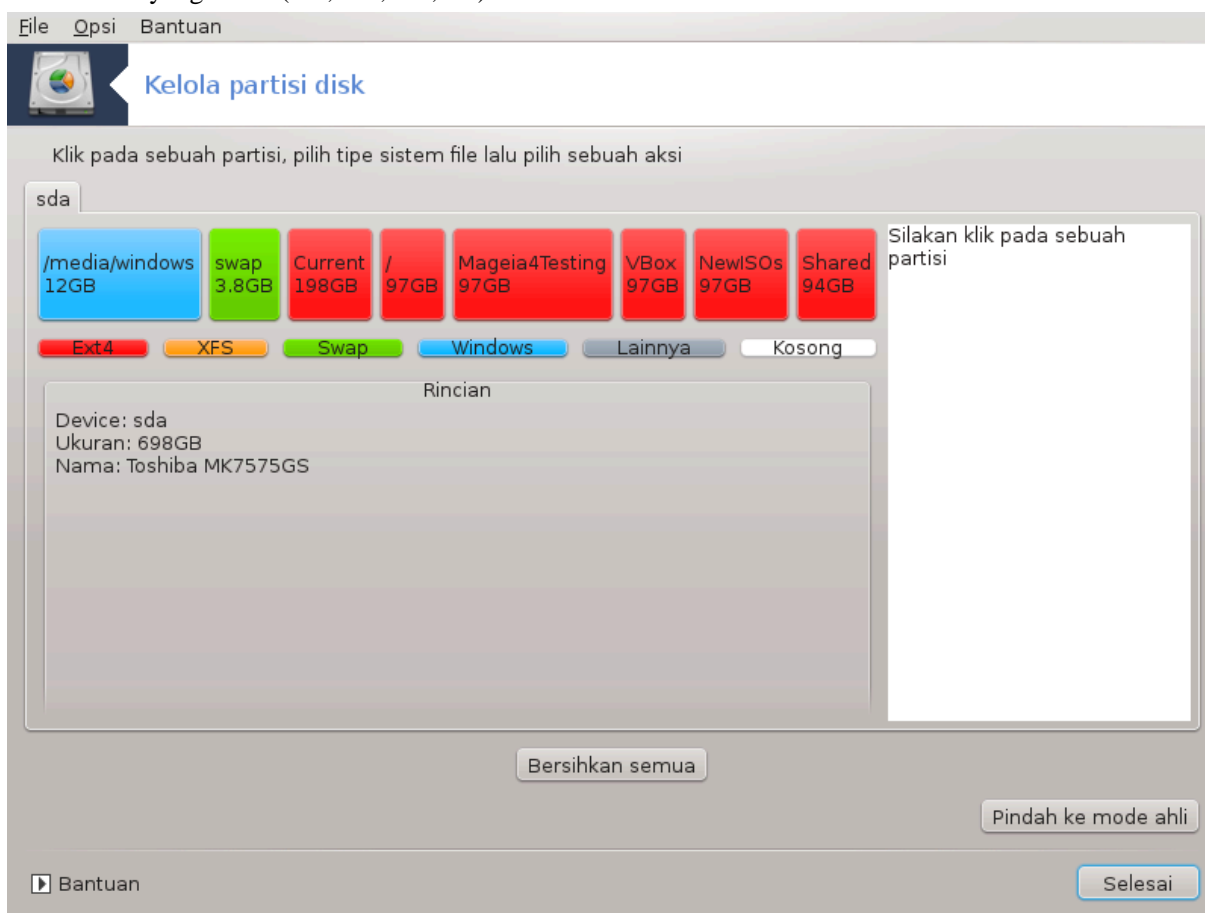 File Opsi Bantuan
Kelola partisi disk
Klik pada sebuah partisi, pilih tipe sistem file lalu pilih sebuah aksi
sda
/media/windows
12GB
swap
3.8GB
Current
198GB
/
97GB
Mageia4Testing
97GB
VBox
97GB
NewISOs
97GB
Shared
94GB
Silakan klik pada sebuah
partisi
Ext4 XFS Swap Windows Lainnya Kosong
Rincian
Device: sda
Ukuran: 698GB
Nama: Toshiba MK7575GS
Bersihkan semua
Pindah ke mode ahli
Bantuan
Selesai